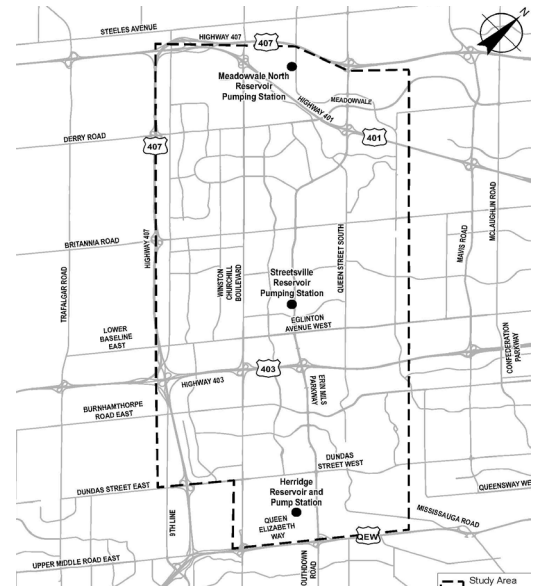 N
STEELES AVENUE
HIGHWAY 407
407
Meadowvale North
Reservoir
Pumping Station
HIGHWAY 401
MEADOWVALE
401
DERRY ROAD
407
HIGHWAY 407
BRITANNIA ROAD
TRAFALGAR ROAD
WINSTON
CHURCHILL
BOULEVARD
QUEEN STREET SOUTH
MAVIS ROAD
MCLAUGHLIN ROAD
Streetsville
Reservoir
Pumping Station
EGLINTON
AVENUE WEST
LOWER
BASELINE
EAST
CONFEDERATION
PARKWAY
403
HIGHWAY 403
ERIN MILS
PARKWAY
BURNHAMTHORPE
ROAD EAST
DUNDAS
STREET WEST
DUNDAS STREET EAST
QUEENSWAY WE
Herridge
Reservoir and
Pump Station
QUEEN
ELIZABETH
WAY
9TH LINE
MISSISSAUGA ROAD
QEW
UPPER MIDDLE ROAD EAST
OUTHDOWN
ROAD
Study Area